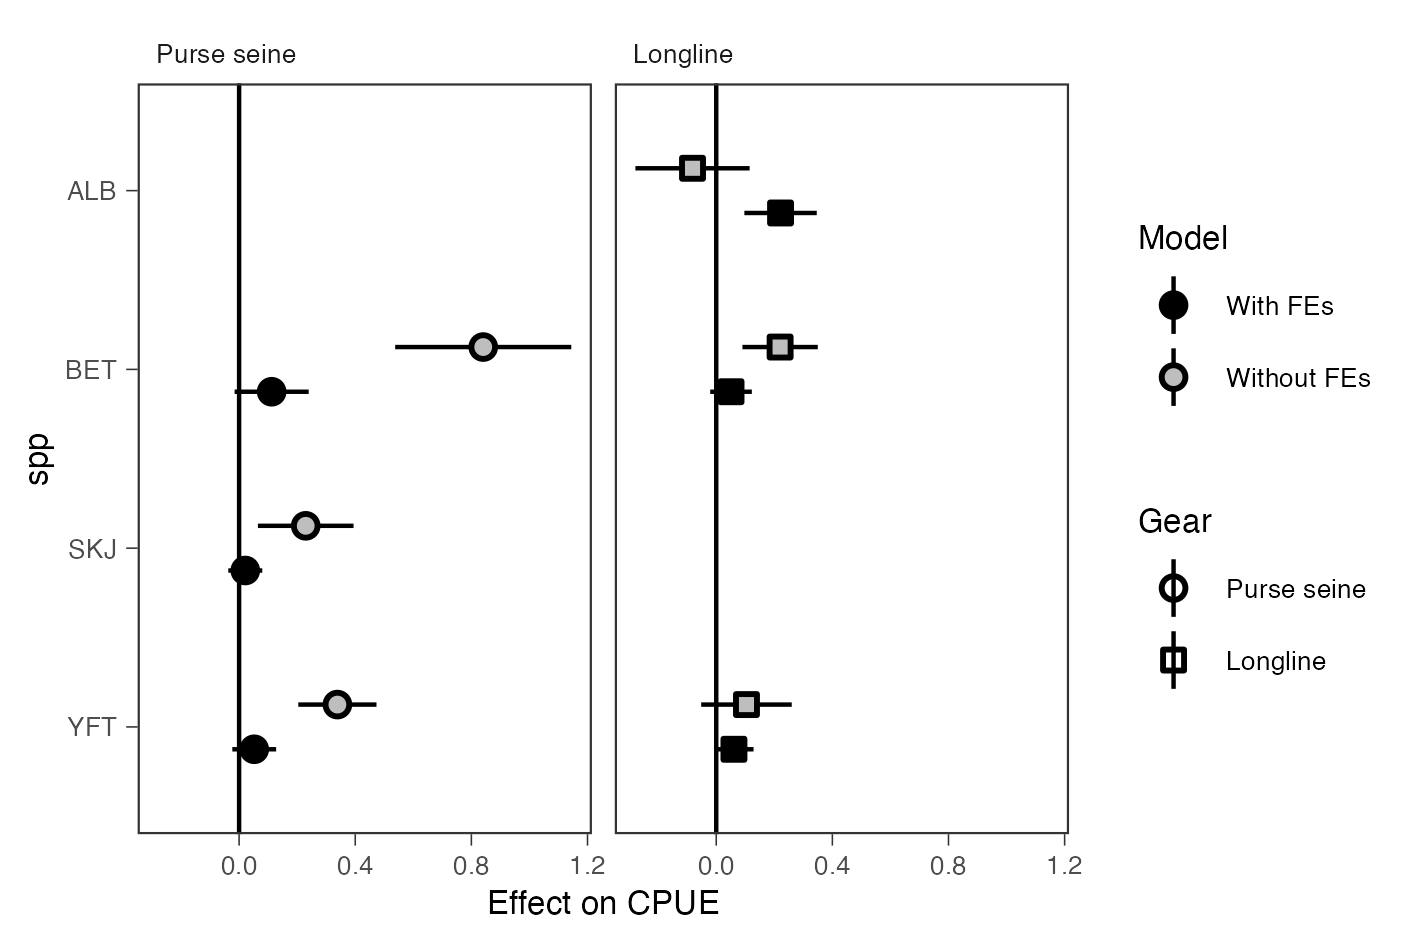 Purse seine
Longline
ALB
BET
SKJ
YFT
spp
0.0 0.4 0.8 1.2
0.0 0.4 0.8 1.2
Effect on CPUE
Model
With FEs
Without FEs
Gear
Purse seine
Longline